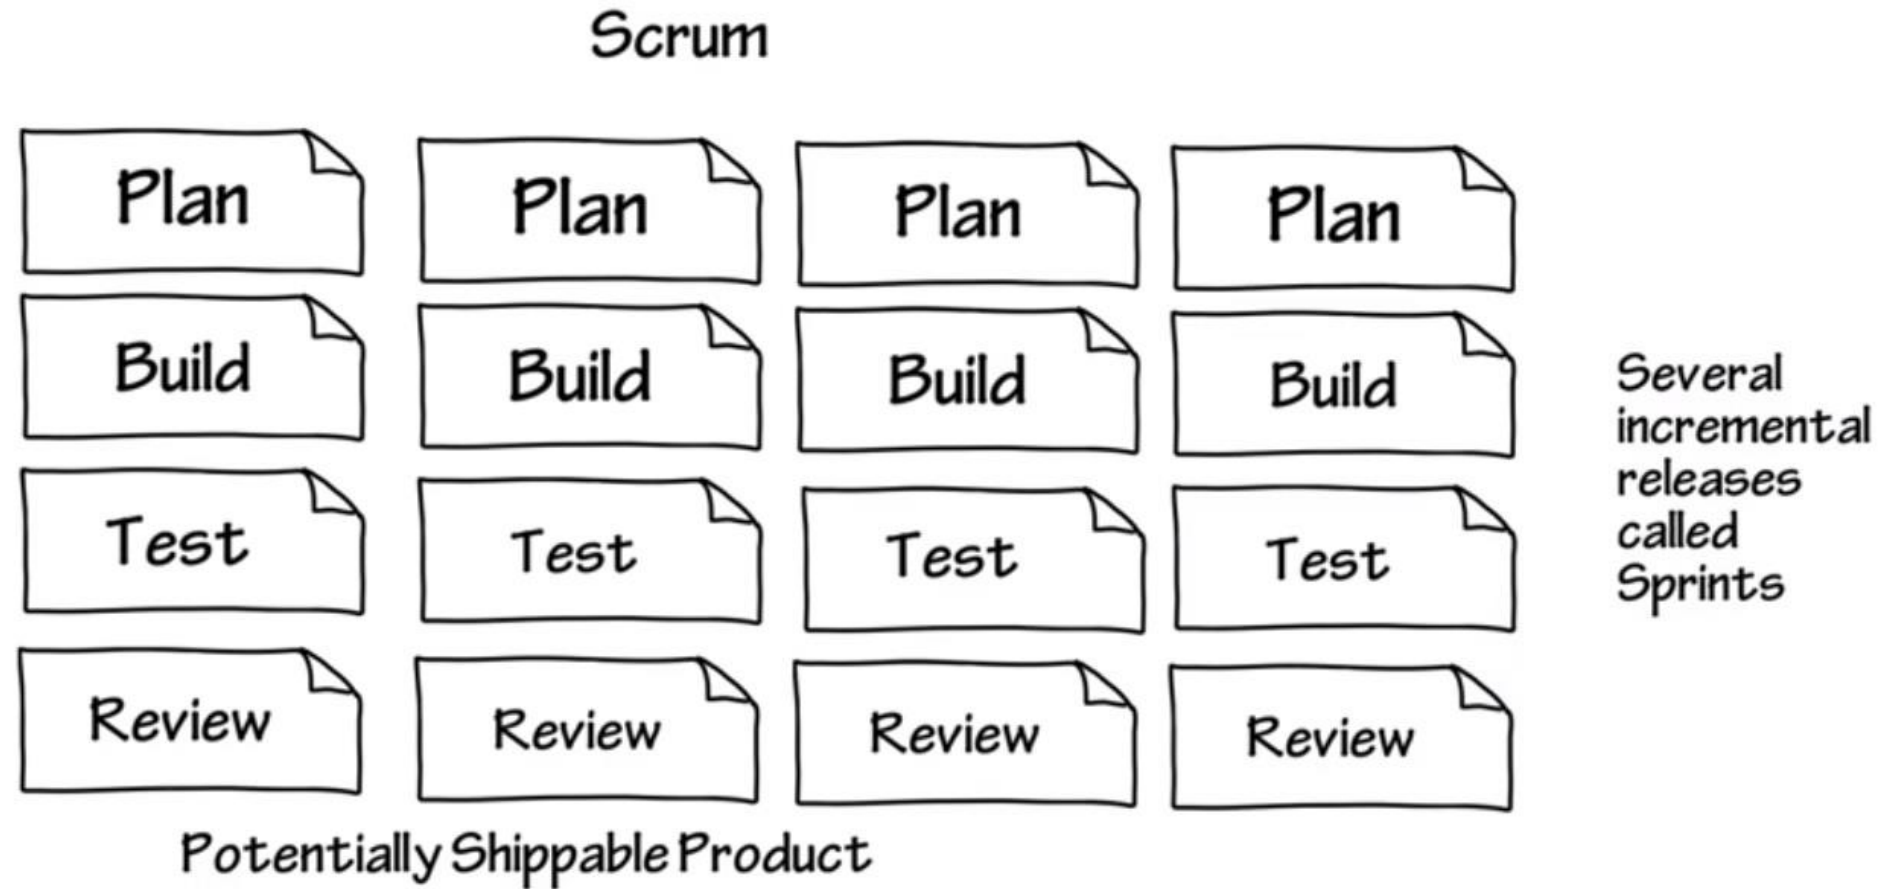 Scrum
Plan Plan Plan Plan
Build Build Build Build
Test Test Test Test
Review Review Review Review
Several
incremental
releases
called
Sprints
Potentially Shippable Product